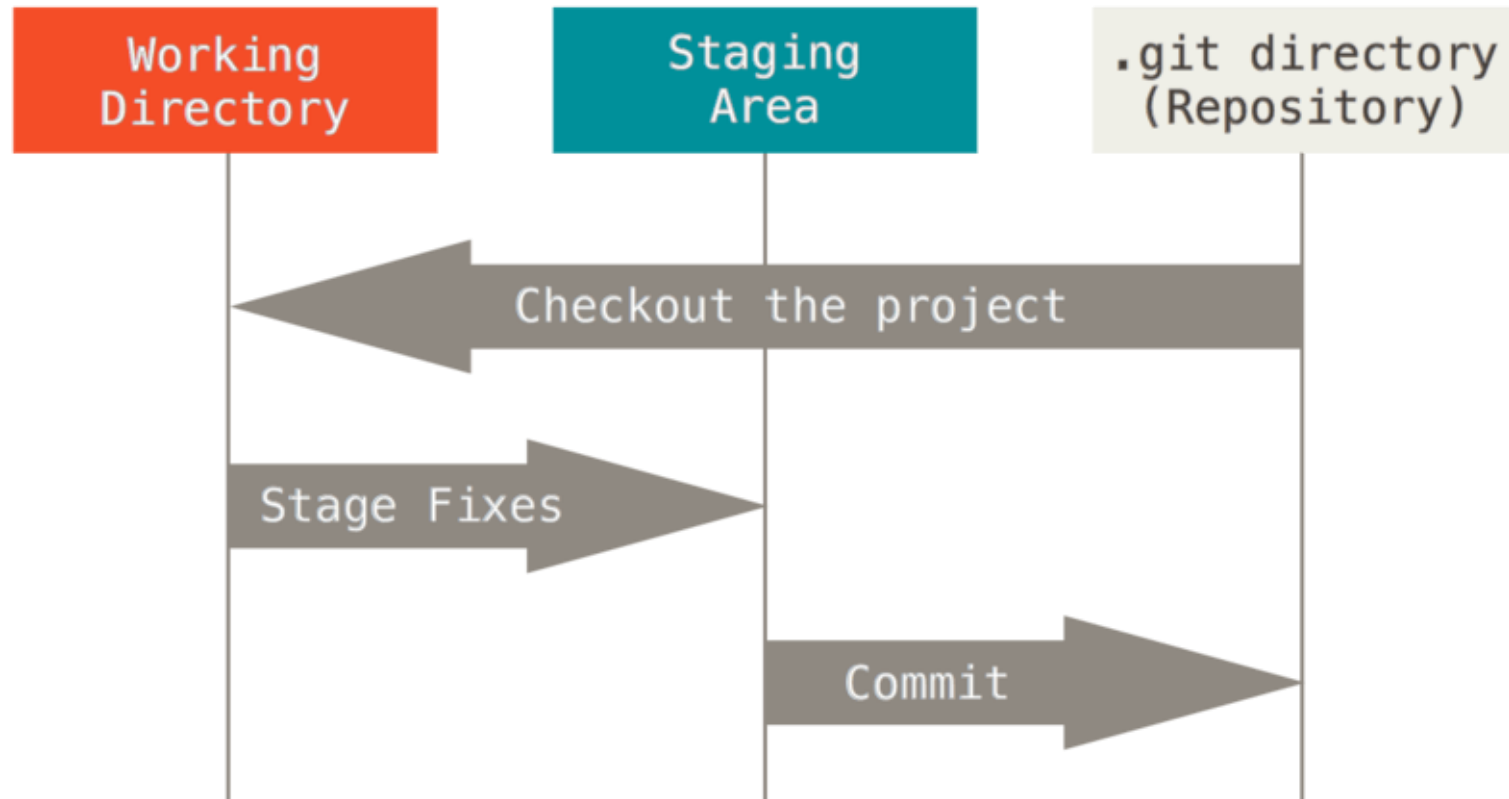 Working
Directory
Staging
Area
.git directory
(Repository)
Checkout the project
Stage Fixes
Commit